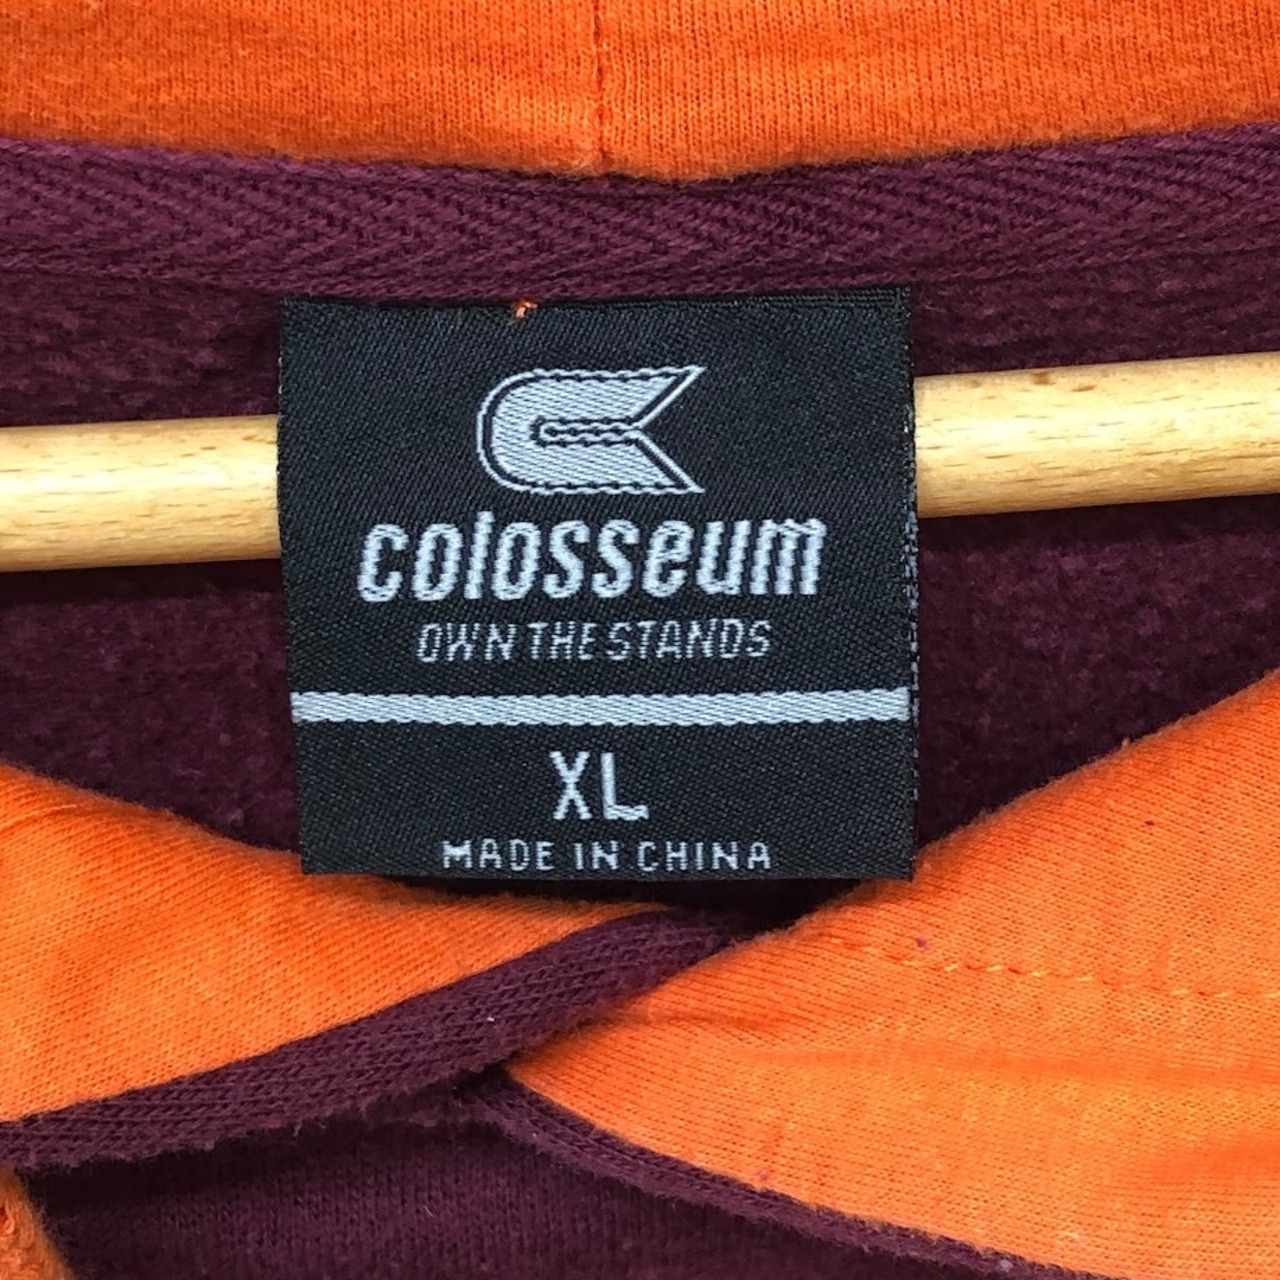 colosseum
OWN THE STANDS
XL
MADE IN CHINA